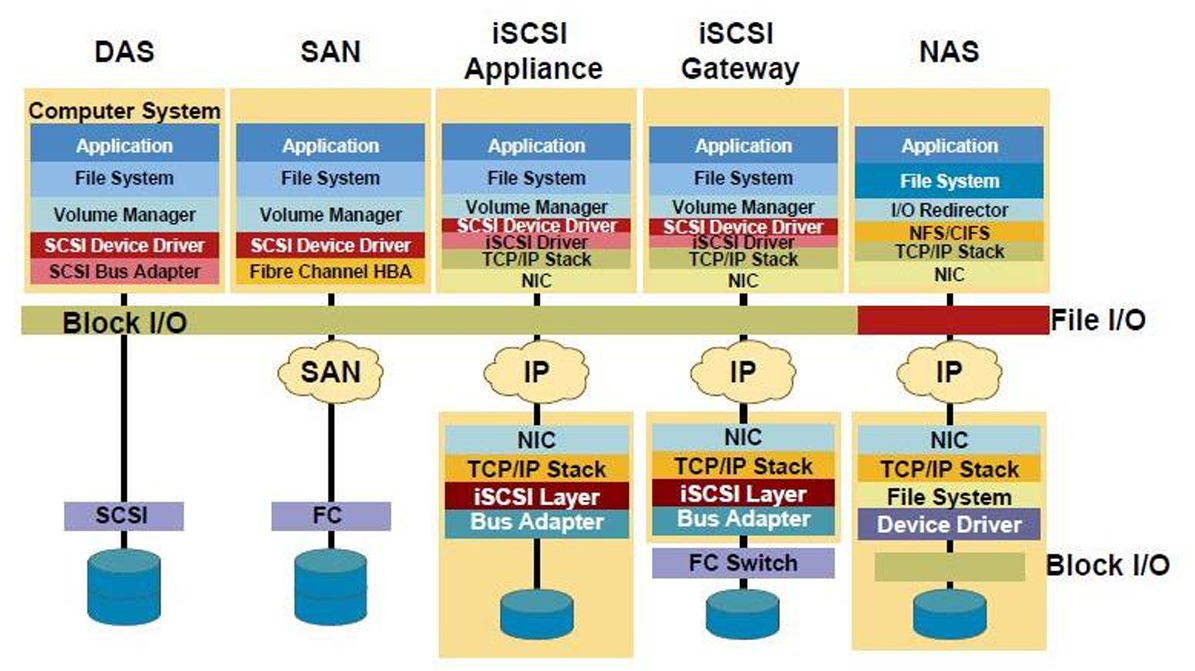 DAS
SAN
iSCSI
Appliance
iSCSI
Gateway
NAS
Computer System
Application
File System
Volume Manager
SCSI Device Driver
SCSI Bus Adapter
Application
File System
Volume Manager
SCSI Device Driver
Fibre Channel HBA
Application
File System
Volume Manager
SCSI Device Driver
iSCSI Driver
TCP/IP Stack
NIC
Application
File System
Volume Manager
SCSI Device Driver
iSCSI Driver
TCP/IP Stack
NIC
Application
File System
I/O Redirector
NFS/CIFS
TCP/IP Stack
NIC
Block I/O
File I/O
SAN
IP
IP
IP
SCSI
FC
NIC
TCP/IP Stack
iSCSI Layer
Bus Adapter
NIC
TCP/IP Stack
iSCSI Layer
Bus Adapter
FC Switch
NIC
TCP/IP Stack
File System
Device Driver
Block I/O